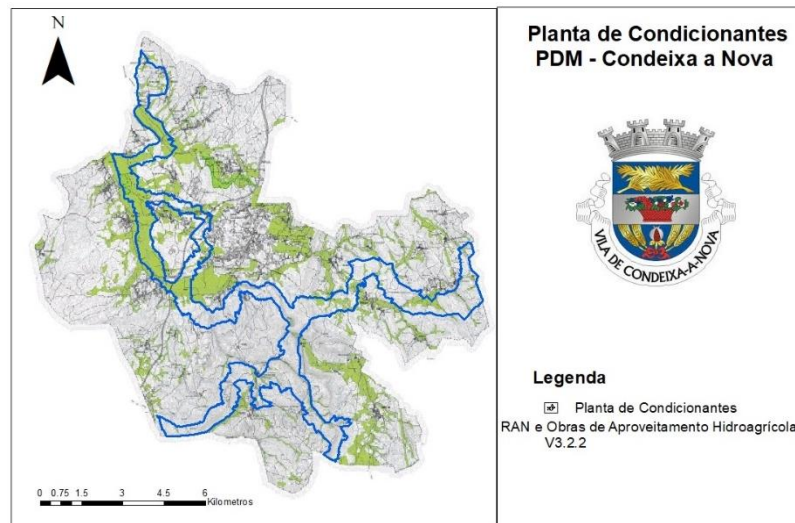 N
0 0.75 1.5 3 4.5 6
Kilometros
Planta de Condicionantes
PDM - Condeixa a Nova
VILA DE CONDEIXA-A-NOVA
Legenda
Planta de Condicionantes
RAN e Obras de Aproveitamento Hidroagrícola
V3.2.2